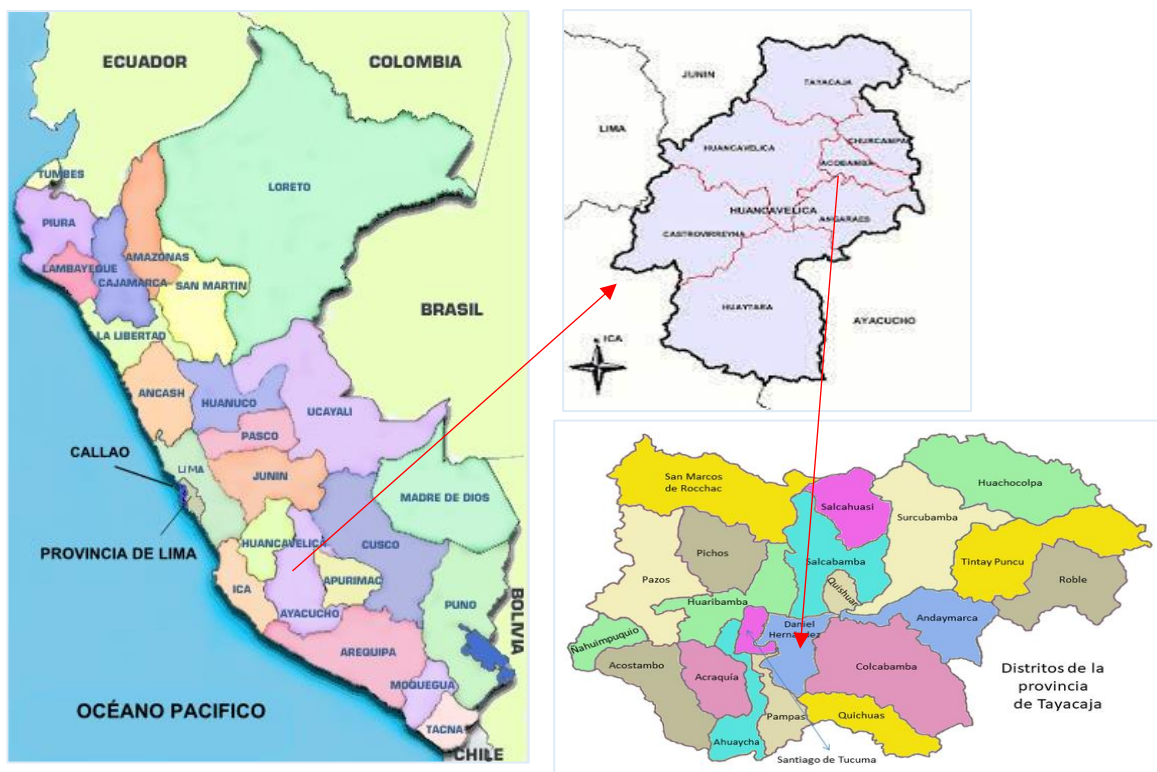 ECUADOR
COLOMBIA
TUMBES
LORETO
PIURA
AMAZONAS
LAMBAYEQUE
CAJAMARCA
SAN MARTIN
BRASIL
LA LIBERTAD
ANCASH
HUANUCO
UCAYALI
PASCO
CALLAO
LIMA
JUNIN
MADRE DE DIOS
PROVINCIA DE LIMA
HUANCAVELICA
CUSCO
ICA
APURIMAC
AYACUCHO
PUNO
BOLIVIA
AREQUIPA
MOQUEGUA
OCÉANO PACIFICO
TACNA
CHILE
JUNIN
TAYACAJA
LIMA
HUANCAVELICA
CHURCAMPA
ACOBAMBA
HUANCAVELICA
ANGARAES
CASTROVIRREYNA
HUAYTARA
AYACUCHO
ICA
San Marcos
de Rocchac
Salcahuasi
Huachocolpa
Surcubamba
Pichos
Salcabamba
Tintay Puncu
Roble
Pazos
Quishuar
Huaribamba
Daniel
Hernández
Andaymarca
Ñahuimpuquio
Acostambo
Acraquía
Colcabamba
Distritos de la
provincia
de Tayacaja
Pampas
Quichuas
Ahuaycha
Santiago de Tucuma